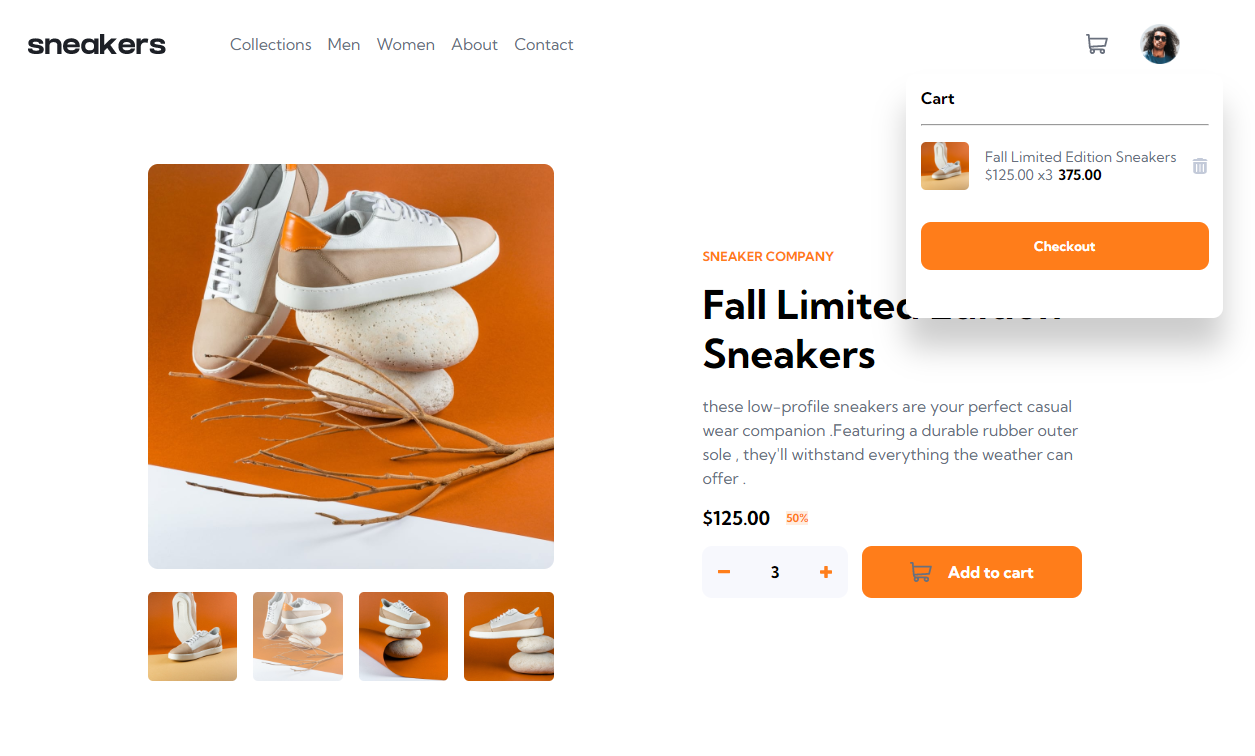 sneakers
Collections Men Women About Contact
Cart
Fall Limited Edition Sneakers
$125.00 x3 375.00
Checkout
SNEAKER COMPANY
Fall Limited Edition
Sneakers
these low-profile sneakers are your perfect casual
wear companion .Featuring a durable rubber outer
sole , they'll withstand everything the weather can
offer .
$125.00 50%
3
Add to cart